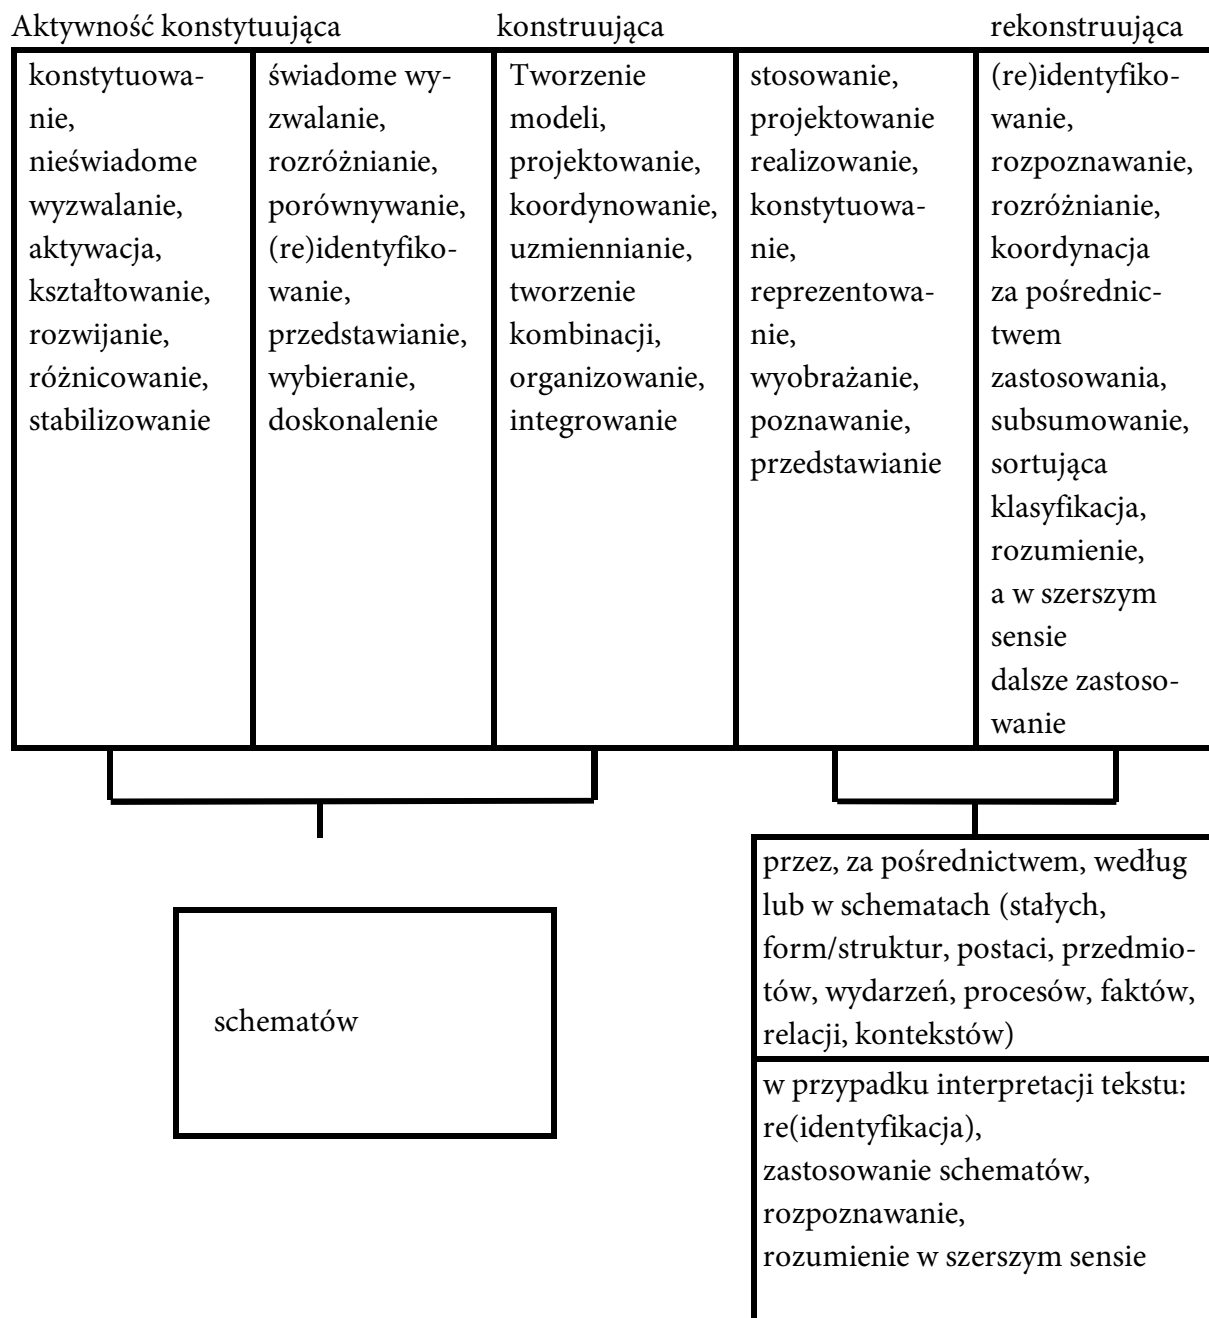 Aktywność konstytuująca konstruująca rekonstruująca
konstytuowa-
nie,
nieświadome
wyzwalanie,
aktywacja,
kształtowanie,
rozwijanie,
różnicowanie,
stabilizowanie
świadome wy-
zwalanie,
rozróżnianie,
porównywanie,
(re)identyfiko-
wanie,
przedstawianie,
wybieranie,
doskonalenie
Tworzenie
modeli,
projektowanie,
koordynowanie,
uzmiennianie,
tworzenie
kombinacji,
organizowanie,
integrowanie
stosowanie,
projektowanie
realizowanie,
konstytuowa-
nie,
reprezentowa-
nie,
wyobrażanie,
poznawanie,
przedstawianie
(re)identyfiko-
wanie,
rozpoznawanie,
rozróżnianie,
koordynacja
za pośrednic-
twem
zastosowania,
subsumowanie,
sortująca
klasyfikacja,
rozumienie,
a w szerszym
sensie
dalsze zastoso-
wanie
schematów
przez, za pośrednictwem, według
lub w schematach (stałych,
form/struktur, postaci, przedmio-
tów, wydarzeń, procesów, faktów,
relacji, kontekstów)
w przypadku interpretacji tekstu:
re(identyfikacja),
zastosowanie schematów,
rozpoznawanie,
rozumienie w szerszym sensie